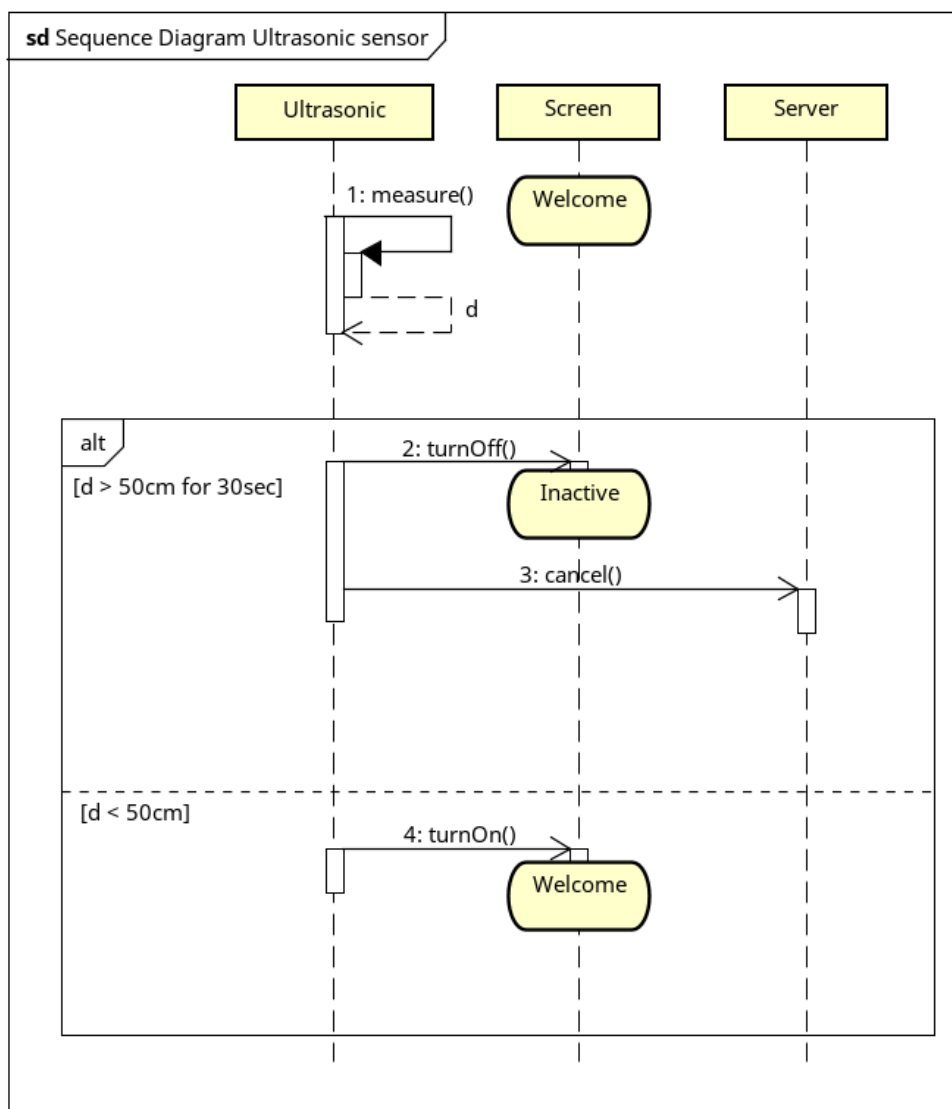 sd Sequence Diagram Ultrasonic sensor
Ultrasonic
Screen
Server
1: measure()
Welcome
d
alt
2: turnOff()
[d > 50cm for 30sec]
Inactive
3: cancel()
[d < 50cm]
4: turnOn()
Welcome